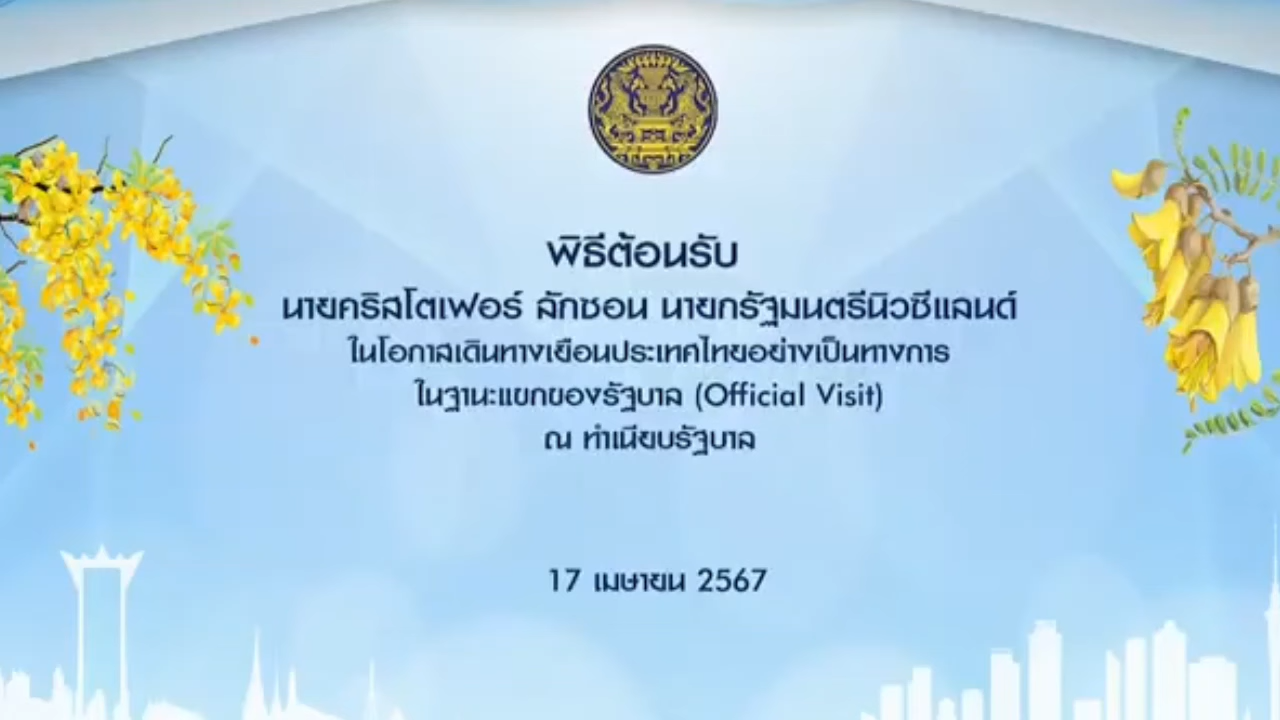 พิธีต้อนรับ
นายคริสโตเฟอร์ ลักซอน นายกรัฐมนตรีนิวซีแลนด์
ในโอกาสเดินทางเยือนประเทศไทยอย่างเป็นทางการ
ในฐานะแขกของรัฐบาล (Official Visit)
ณ ทำเนียบรัฐบาล
17 เมษายน 2567